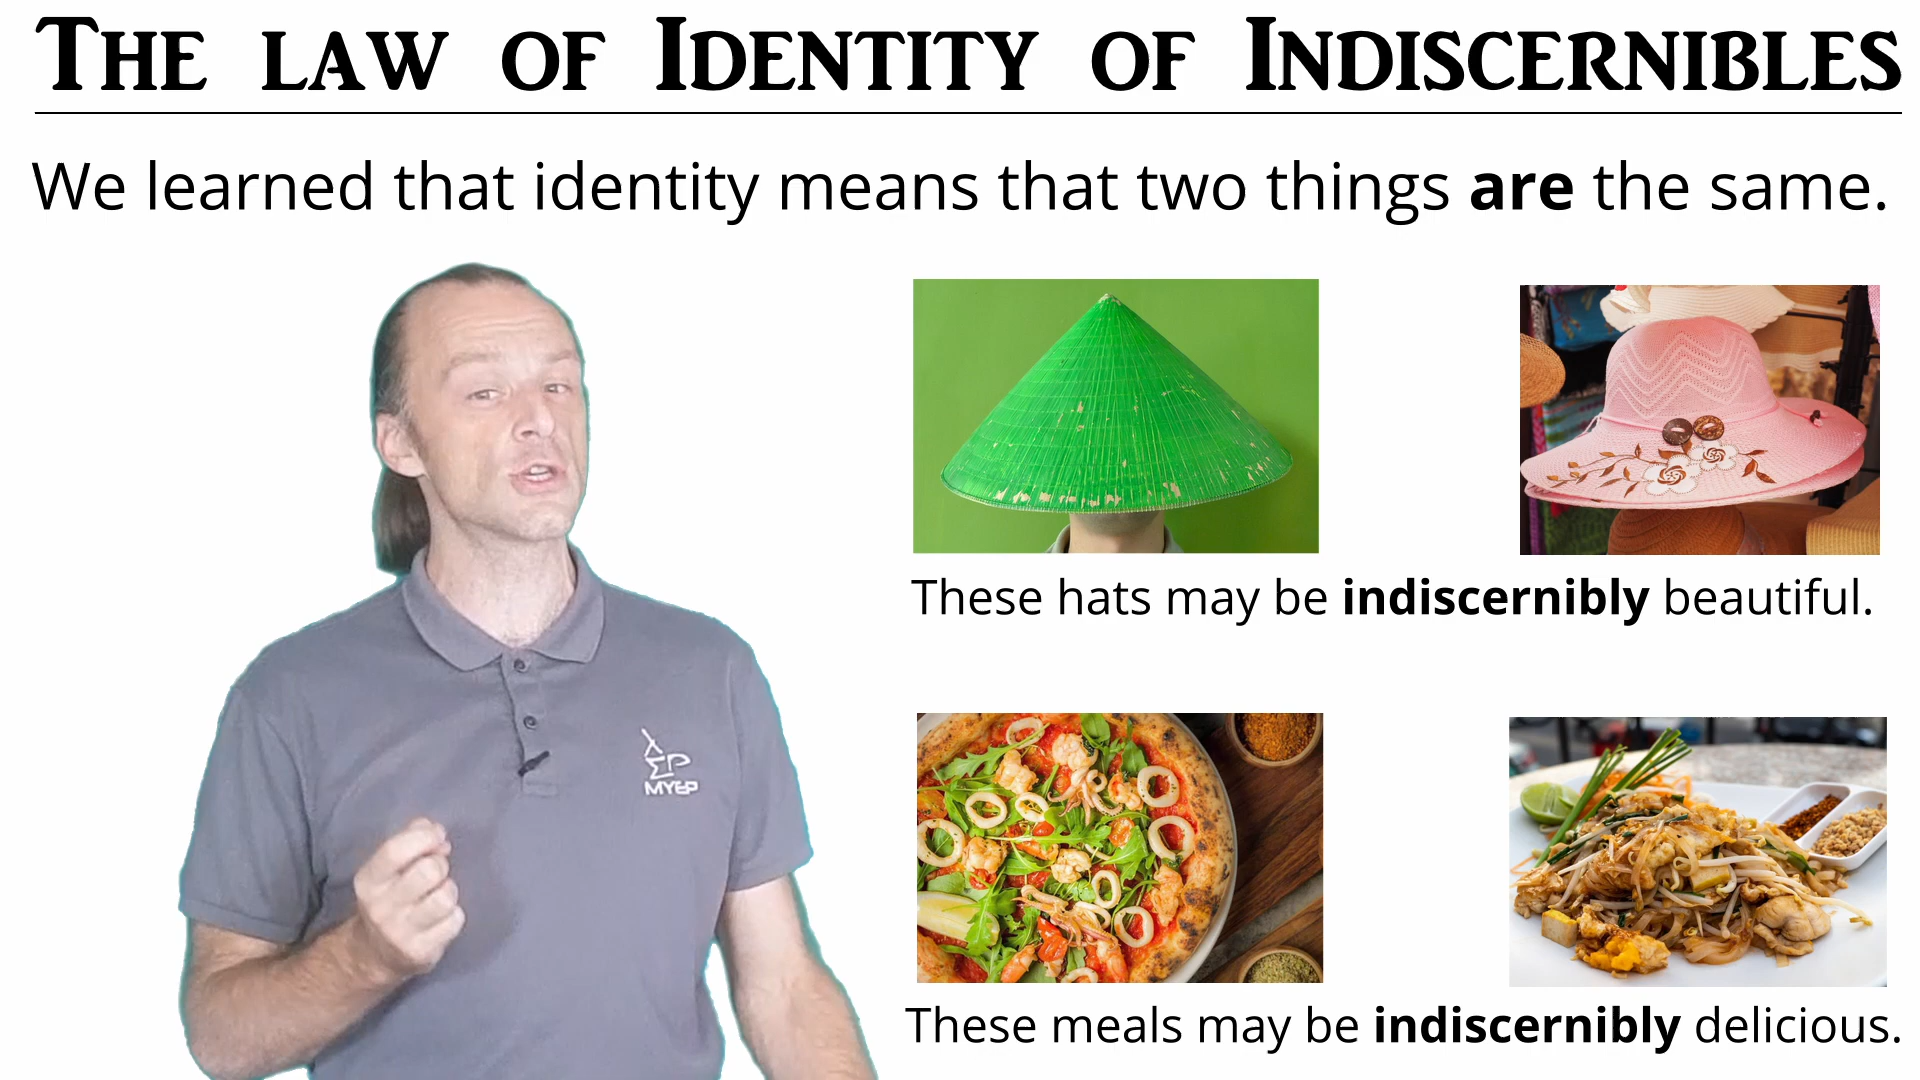 The law of Identity of Indiscernibles
We learned that identity means that two things are the same.
These hats may be indiscernibly beautiful.
MYEP
These meals may be indiscernibly delicious.